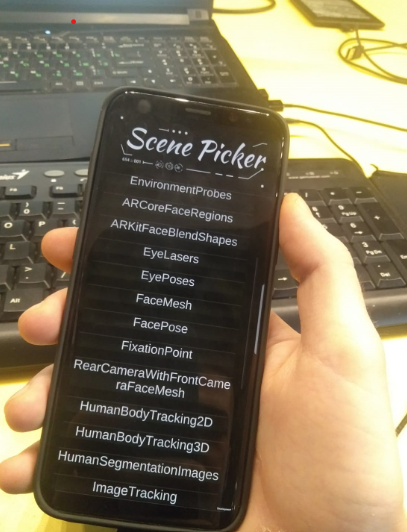 Scene Picker
EnvironmentProbes
ARCoreFaceRegions
ARKitFaceBlendShapes
EyeLasers
EyePoses
FaceMesh
FacePose
FixationPoint
RearCameraWithFrontCame
raFaceMesh
HumanBodyTracking2D
HumanBodyTracking3D
HumanSegmentationImages
ImageTracking